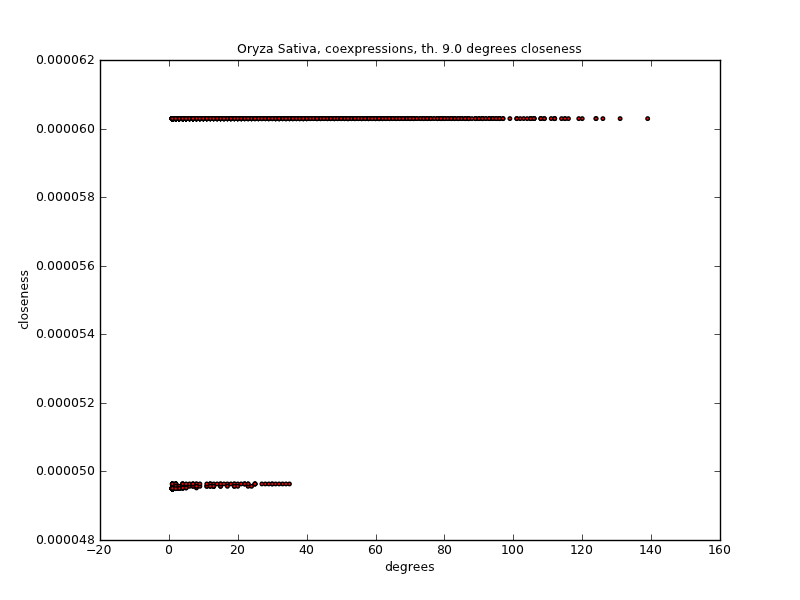 Oryza Sativa, coexpressions, th. 9.0 degrees closeness
0.000062
0.000060
0.000058
0.000056
0.000054
0.000052
0.000050
0.000048
closeness
−20 0 20 40 60 80 100 120 140 160
degrees